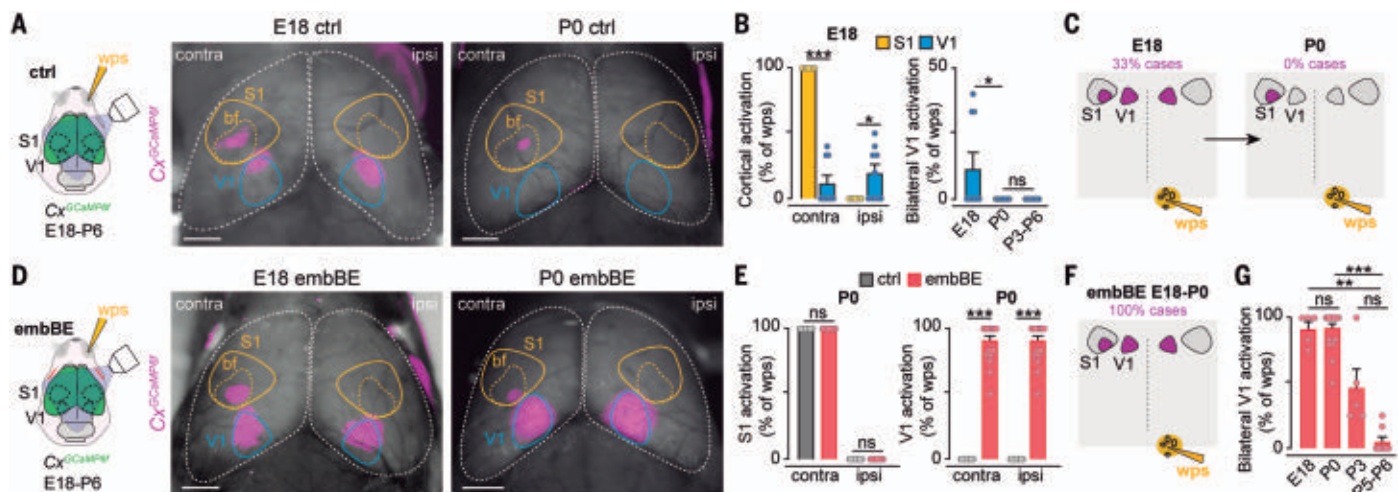 A
E18 ctrl
P0 ctrl
wps
ctrl
S1
V1
Cx^GCaMP6f
E18-P6
Cx^GCaMP6f
contra
ipsi
S1
bf
V1
contra
ipsi
S1
bf
V1
B
E18
S1
V1
Cortical activation
(% of wps)
100
0
***
*
contra
ipsi
Bilateral V1 activation
(% of wps)
50
0
*
ns
E18
P0
P3-P6
C
E18
33% cases
S1
V1
wps
P0
0% cases
S1
V1
wps
D
E18 embBE
P0 embBE
wps
embBE
S1
V1
Cx^GCaMP6f
E18-P6
Cx^GCaMP6f
contra
ipsi
S1
bf
V1
contra
ipsi
S1
bf
V1
E
ctrl
embBE
P0
S1 activation
(% of wps)
100
0
ns
ns
contra
ipsi
P0
V1 activation
(% of wps)
100
0
***
***
contra
ipsi
F
embBE E18-P0
100% cases
S1
V1
wps
G
Bilateral V1 activation
(% of wps)
100
0
***
**
ns
ns
E18
P0
P3
P5-P6